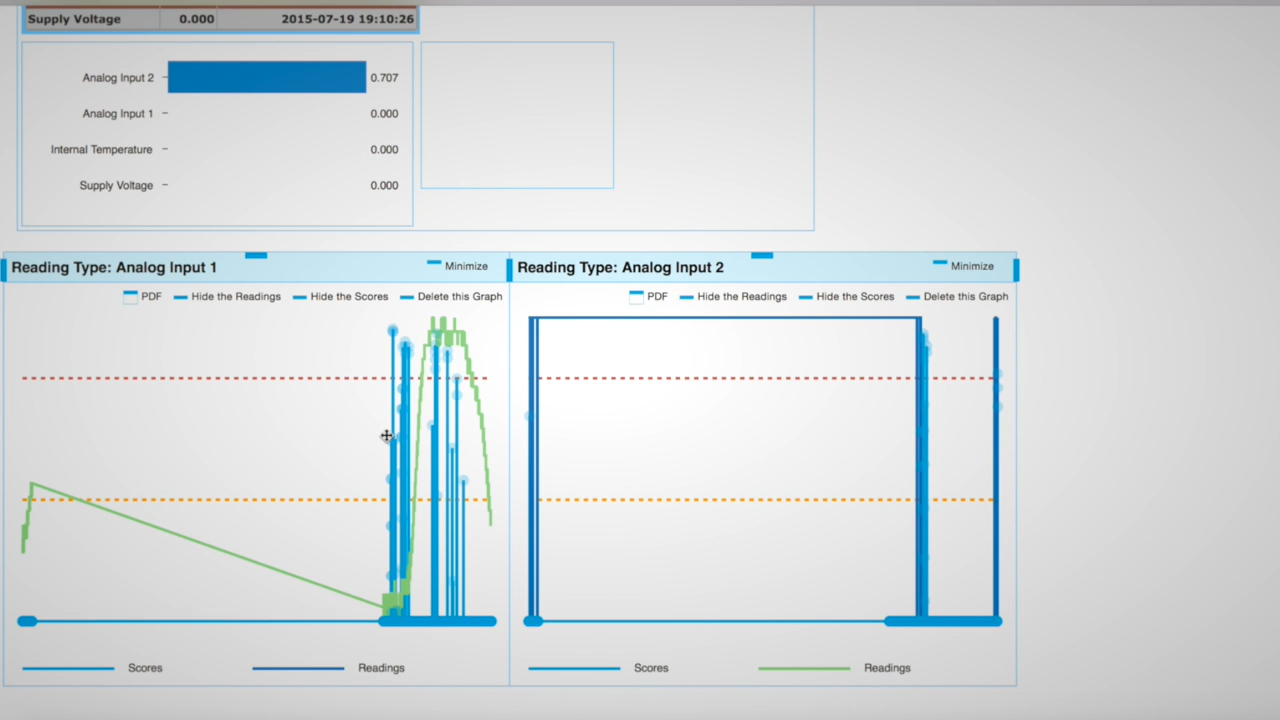 Supply Voltage 0.000 2015-07-19 19:10:26
Analog Input 2 0.707
Analog Input 1 0.000
Internal Temperature 0.000
Supply Voltage 0.000
Reading Type: Analog Input 1 Minimize
PDF Hide the Readings Hide the Scores Delete this Graph
Scores Readings
Reading Type: Analog Input 2 Minimize
PDF Hide the Readings Hide the Scores Delete this Graph
Scores Readings